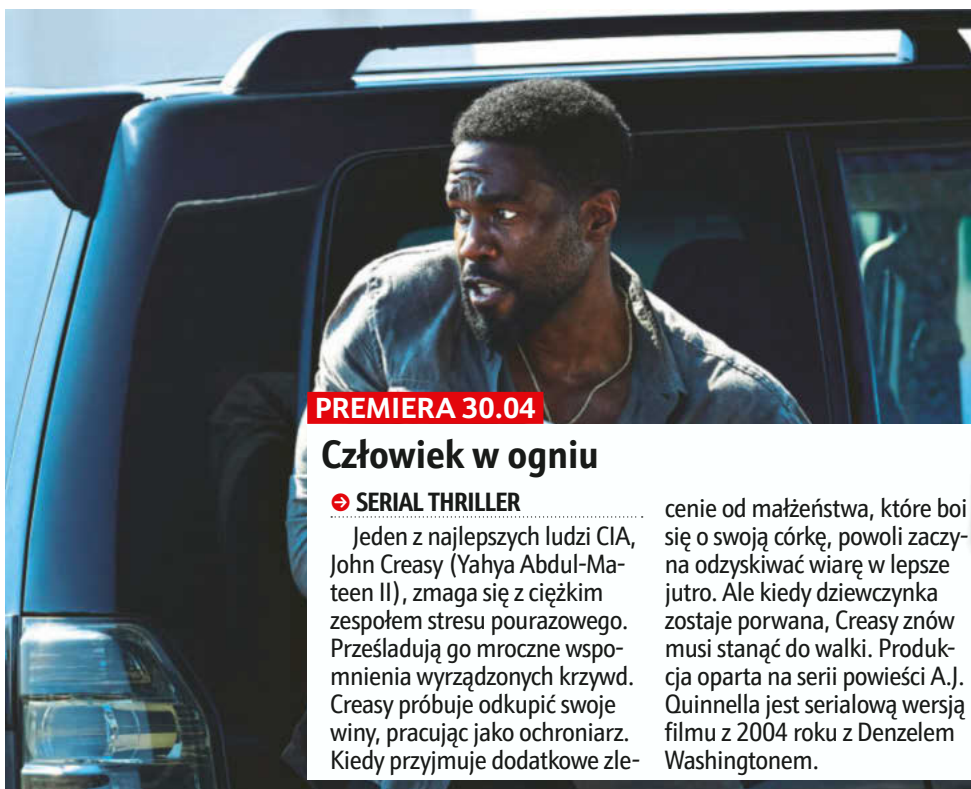 PREMIERA 30.04
Człowiek w ogniu
SERIAL THRILLER
Jeden z najlepszych ludzi CIA,
John Creasy (Yahya Abdul-Ma-
teen II), zmaga się z ciężkim
zespołem stresu pourazowego.
Prześladują go mroczne wspo-
mnienia wyrządzonych krzywd.
Creasy próbuje odkupić swoje
winy, pracując jako ochroniarz.
Kiedy przyjmuje dodatkowe zle-
cenie od małżeństwa, które boi
się o swoją córkę, powoli zaczy-
na odzyskiwać wiarę w lepsze
jutro. Ale kiedy dziewczynka
zostaje porwana, Creasy znów
musi stanąć do walki. Produk-
cja oparta na serii powieści A.J.
Quinnella jest serialową wersją
filmu z 2004 roku z Denzelem
Washingtonem.